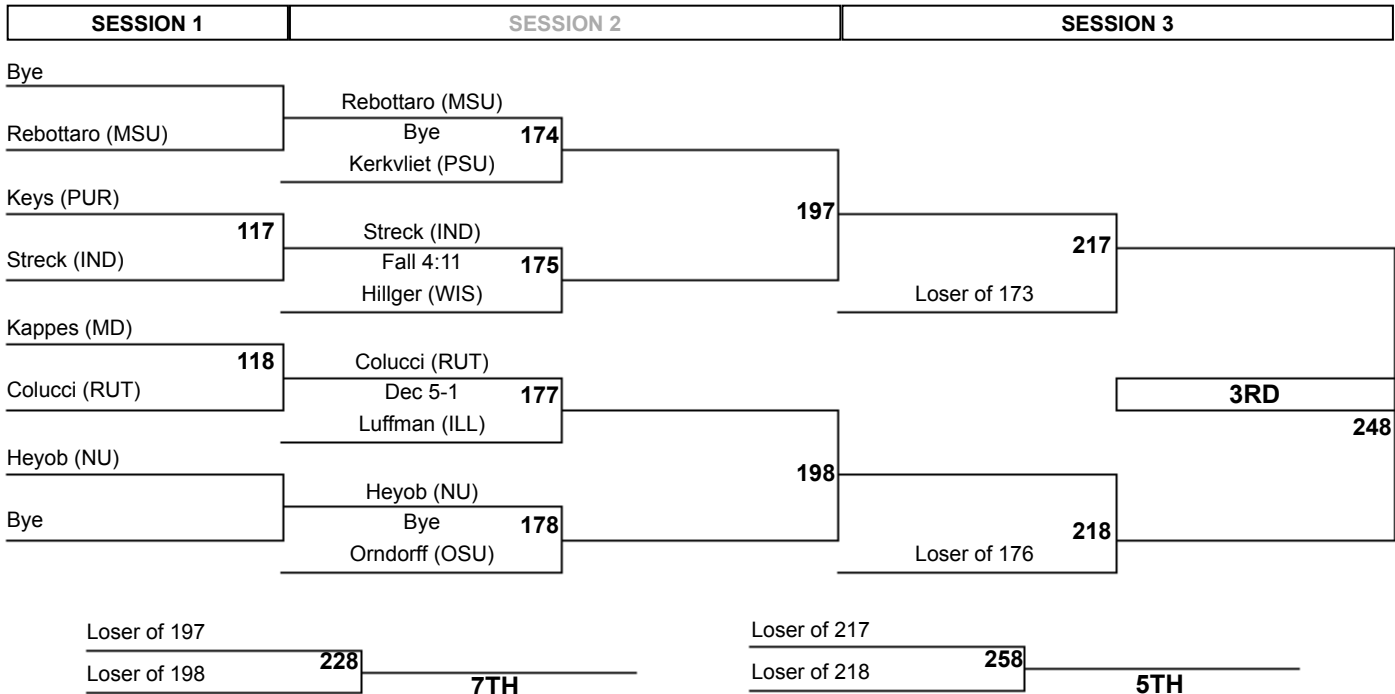 SESSION 1
SESSION 2
SESSION 3
Bye
Rebottaro (MSU)
Rebottaro (MSU)
Bye
174
Kerkvliet (PSU)
Keys (PUR)
117
Streck (IND)
197
Streck (IND)
Fall 4:11
175
Hillger (WIS)
217
Loser of 173
Kappes (MD)
118
Colucci (RUT)
Colucci (RUT)
Dec 5-1
177
Luffman (ILL)
3RD
248
Heyob (NU)
198
Heyob (NU)
Bye
Bye
178
Orndorff (OSU)
218
Loser of 176
Loser of 197
228
Loser of 198
7TH
Loser of 217
258
Loser of 218
5TH